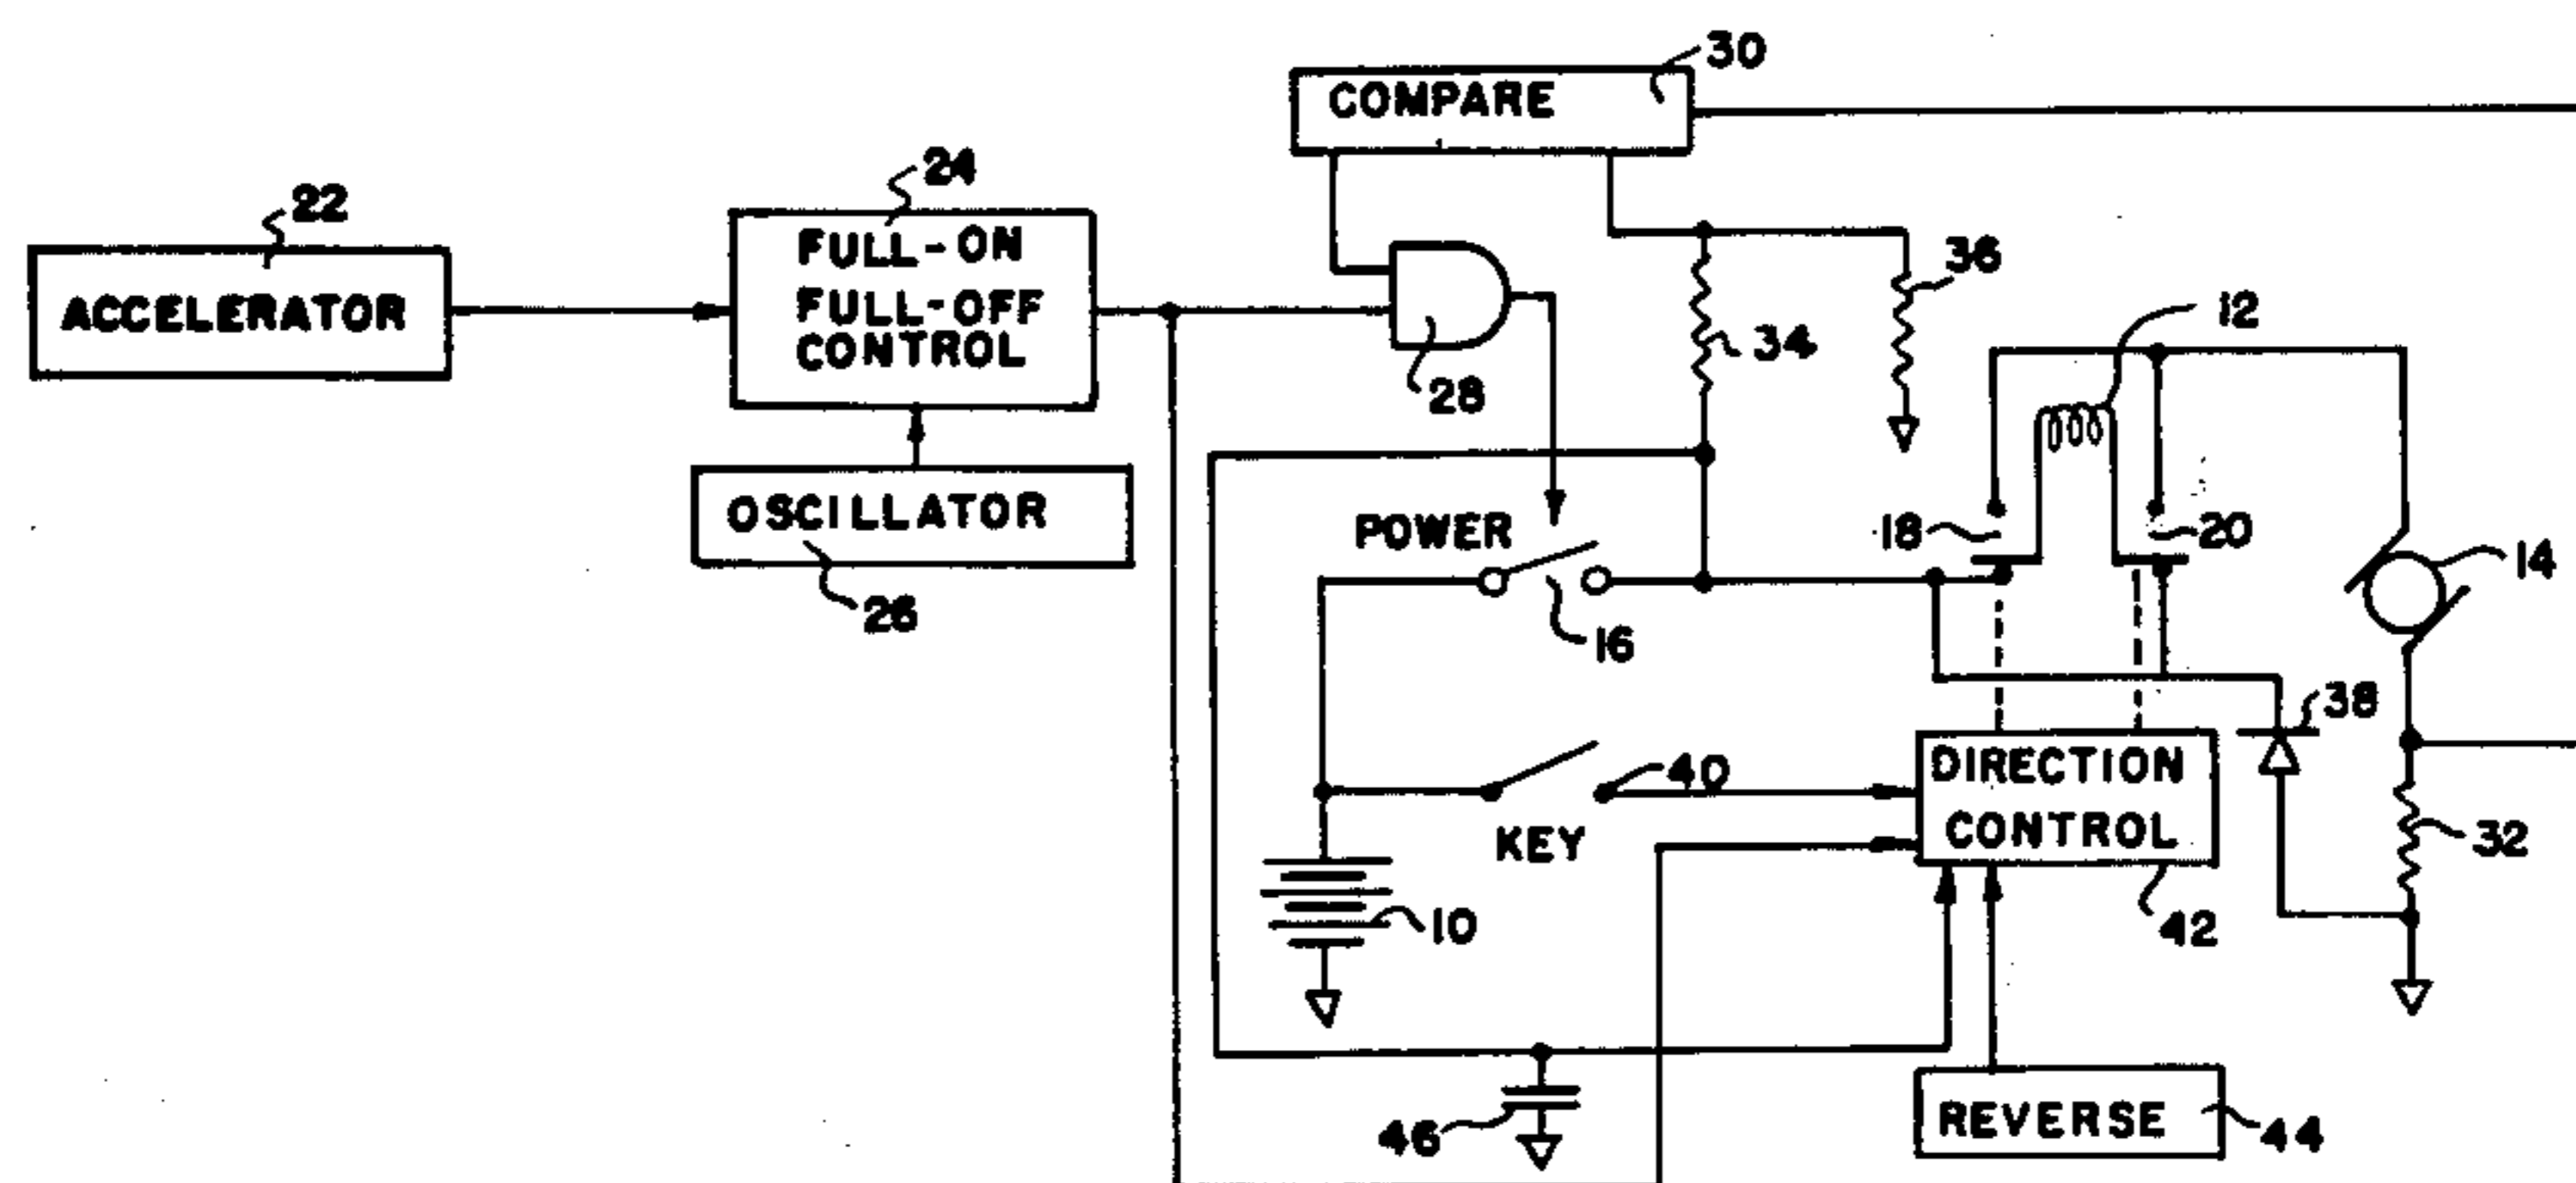 30
COMPARE
24
22
FULL-ON
FULL-OFF
CONTROL
ACCELERATOR
36
12
34
28
OSCILLATOR
26
POWER
18
20
14
16
38
DIRECTION
CONTROL
40
KEY
32
10
42
46
REVERSE
44